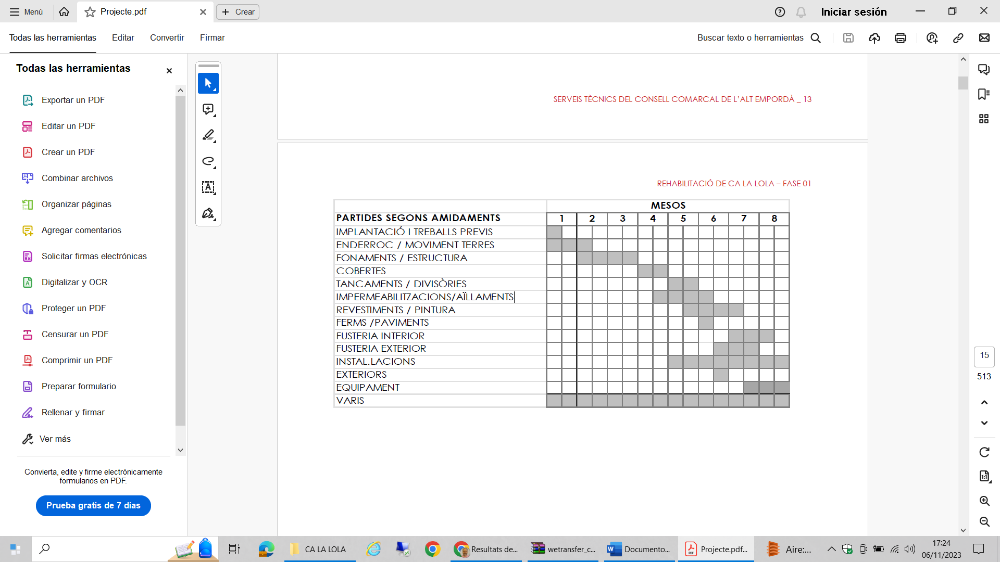 Menú
Projecte.pdf
Crear
Iniciar sesión
Todas las herramientas
Editar
Convertir
Firmar
Buscar texto o herramientas
Todas las herramientas
Exportar un PDF
Editar un PDF
Crear un PDF
Combinar archivos
Organizar páginas
Agregar comentarios
Solicitar firmas electrónicas
Digitalizar y OCR
Proteger un PDF
Censurar un PDF
Comprimir un PDF
Preparar formulario
Rellenar y firmar
Ver más
Convierta, edite y firme electrónicamente
formularios en PDF.
Prueba gratis de 7 días
SERVEIS TÈCNICS DEL CONSELL COMARCAL DE L'ALT EMPORDÀ _ 13
REHABILITACIÓ DE CA LA LOLA – FASE 01
MESOS
PARTIDES SEGONS AMIDAMENTS 1 2 3 4 5 6 7 8
IMPLANTACIÓ I TREBALLS PREVIS
ENDERROC / MOVIMENT TERRES
FONAMENTS / ESTRUCTURA
COBERTES
TANCAMENTS / DIVISÒRIES
IMPERMEABILITZACIONS/AÏLLAMENTS
REVESTIMENTS / PINTURA
FERMS /PAVIMENTS
FUSTERIA INTERIOR
FUSTERIA EXTERIOR
INSTAL.LACIONS
EXTERIORS
EQUIPAMENT
VARIS
15
513
CA LA LOLA
Resultats de...
wetransfer_c...
Documento...
Projecte.pdf...
Aire:...
17:24
06/11/2023